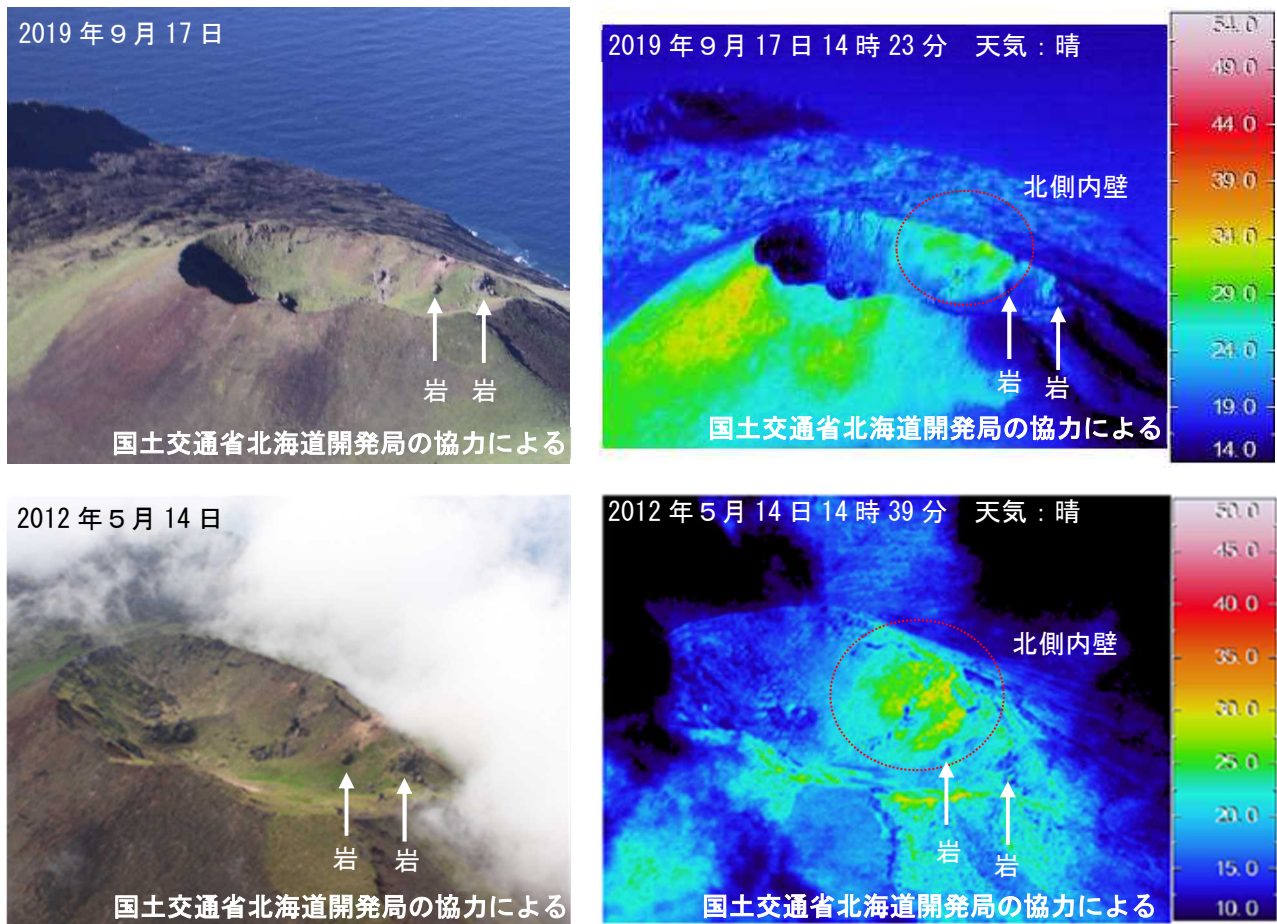 2019年9月17日
岩
岩
国土交通省北海道開発局の協力による
2019年9月17日14時23分 天気：晴
北側内壁
岩
岩
国土交通省北海道開発局の協力による
54.0
49.0
44.0
39.0
34.0
29.0
24.0
19.0
14.0
2012年5月14日
岩
岩
国土交通省北海道開発局の協力による
2012年5月14日14時39分 天気：晴
北側内壁
岩
岩
国土交通省北海道開発局の協力による
50.0
45.0
40.0
35.0
30.0
25.0
20.0
15.0
10.0